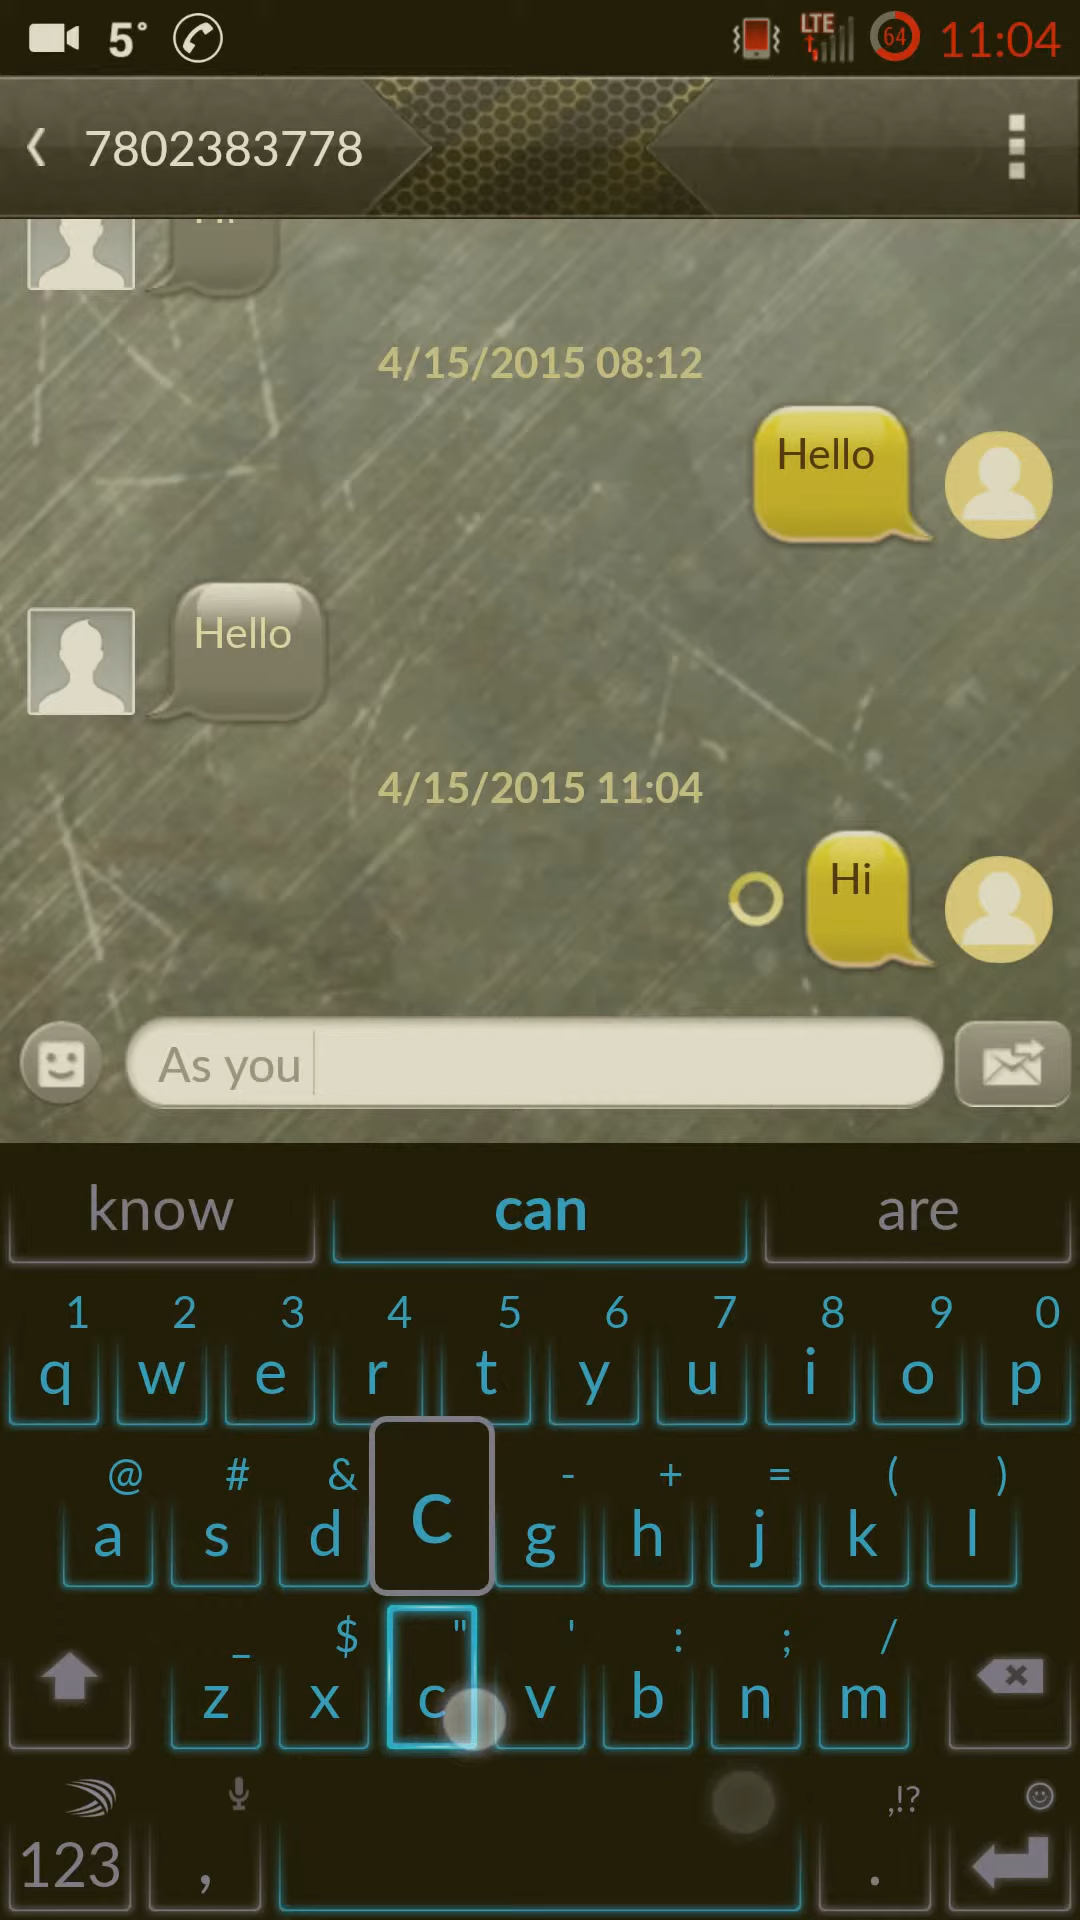 5°
LTE
64
11:04
7802383778
4/15/2015 08:12
Hello
Hello
4/15/2015 11:04
Hi
As you
know can are
1 2 3 4 5 6 7 8 9 0
q w e r t y u i o p
@ # & - + = ( )
a s d c g h j k l
_ $ " ' : ; /
z x c v b n m
,!?
123 , .